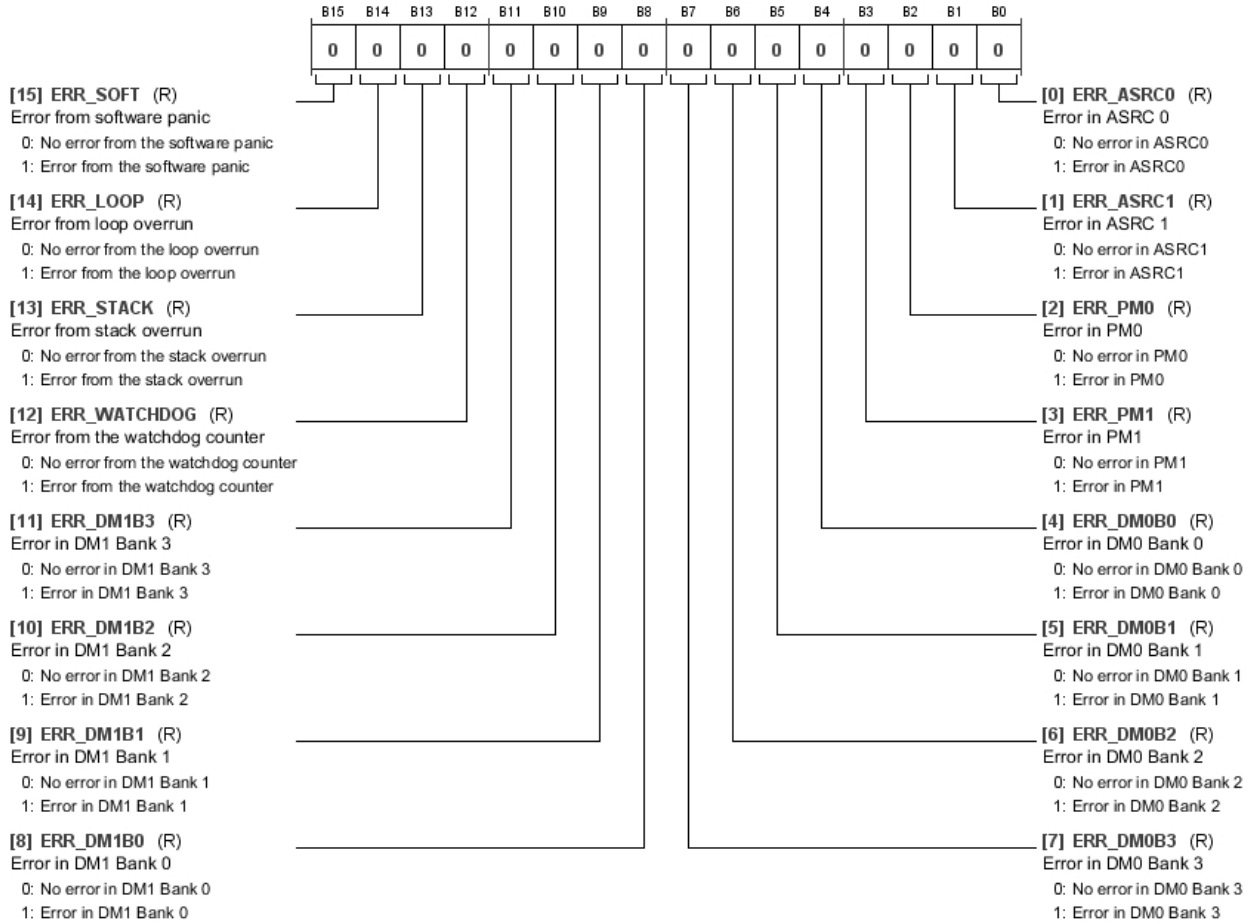 B15 B14 B13 B12 B11 B10 B9 B8 B7 B6 B5 B4 B3 B2 B1 B0
0 0 0 0 0 0 0 0 0 0 0 0 0 0 0 0
[15] ERR_SOFT (R)
Error from software panic
0: No error from the software panic
1: Error from the software panic
[14] ERR_LOOP (R)
Error from loop overrun
0: No error from the loop overrun
1: Error from the loop overrun
[13] ERR_STACK (R)
Error from stack overrun
0: No error from the stack overrun
1: Error from the stack overrun
[12] ERR_WATCHDOG (R)
Error from the watchdog counter
0: No error from the watchdog counter
1: Error from the watchdog counter
[11] ERR_DM1B3 (R)
Error in DM1 Bank 3
0: No error in DM1 Bank 3
1: Error in DM1 Bank 3
[10] ERR_DM1B2 (R)
Error in DM1 Bank 2
0: No error in DM1 Bank 2
1: Error in DM1 Bank 2
[9] ERR_DM1B1 (R)
Error in DM1 Bank 1
0: No error in DM1 Bank 1
1: Error in DM1 Bank 1
[8] ERR_DM1B0 (R)
Error in DM1 Bank 0
0: No error in DM1 Bank 0
1: Error in DM1 Bank 0
[0] ERR_ASRC0 (R)
Error in ASRC 0
0: No error in ASRC0
1: Error in ASRC0
[1] ERR_ASRC1 (R)
Error in ASRC 1
0: No error in ASRC1
1: Error in ASRC1
[2] ERR_PM0 (R)
Error in PM0
0: No error in PM0
1: Error in PM0
[3] ERR_PM1 (R)
Error in PM1
0: No error in PM1
1: Error in PM1
[4] ERR_DM0B0 (R)
Error in DM0 Bank 0
0: No error in DM0 Bank 0
1: Error in DM0 Bank 0
[5] ERR_DM0B1 (R)
Error in DM0 Bank 1
0: No error in DM0 Bank 1
1: Error in DM0 Bank 1
[6] ERR_DM0B2 (R)
Error in DM0 Bank 2
0: No error in DM0 Bank 2
1: Error in DM0 Bank 2
[7] ERR_DM0B3 (R)
Error in DM0 Bank 3
0: No error in DM0 Bank 3
1: Error in DM0 Bank 3